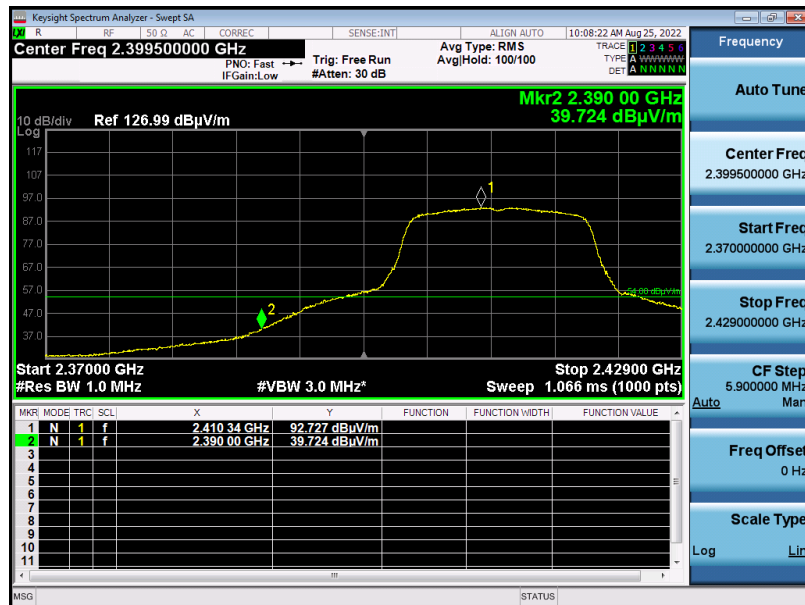 Keysight Spectrum Analyzer - Swept SA
LXI R RF 50 Ω AC CORREC SENSE:INT ALIGN AUTO 10:08:22 AM Aug 25, 2022
Center Freq 2.399500000 GHz
PNO: Fast
IFGain:Low
Trig: Free Run
#Atten: 30 dB
Avg Type: RMS
Avg|Hold: 100/100
TRACE 1 2 3 4 5 6
TYPE A WWWWW
DET A N N N N N
Mkr2 2.390 00 GHz
39.724 dBµV/m
10 dB/div Ref 126.99 dBµV/m
Log
117
107
97.0
87.0
77.0
67.0
57.0
47.0
37.0
1
2
54.00 dBµV/m
Start 2.37000 GHz Stop 2.42900 GHz
#Res BW 1.0 MHz #VBW 3.0 MHz* Sweep 1.066 ms (1000 pts)
MKR MODE TRC SCL X Y FUNCTION FUNCTION WIDTH FUNCTION VALUE
1 N 1 f 2.410 34 GHz 92.727 dBµV/m
2 N 1 f 2.390 00 GHz 39.724 dBµV/m
3
4
5
6
7
8
9
10
11
MSG STATUS
Frequency
Auto Tune
Center Freq
2.399500000 GHz
Start Freq
2.370000000 GHz
Stop Freq
2.429000000 GHz
CF Step
5.900000 MHz
Auto Man
Freq Offset
0 Hz
Scale Type
Log Lin